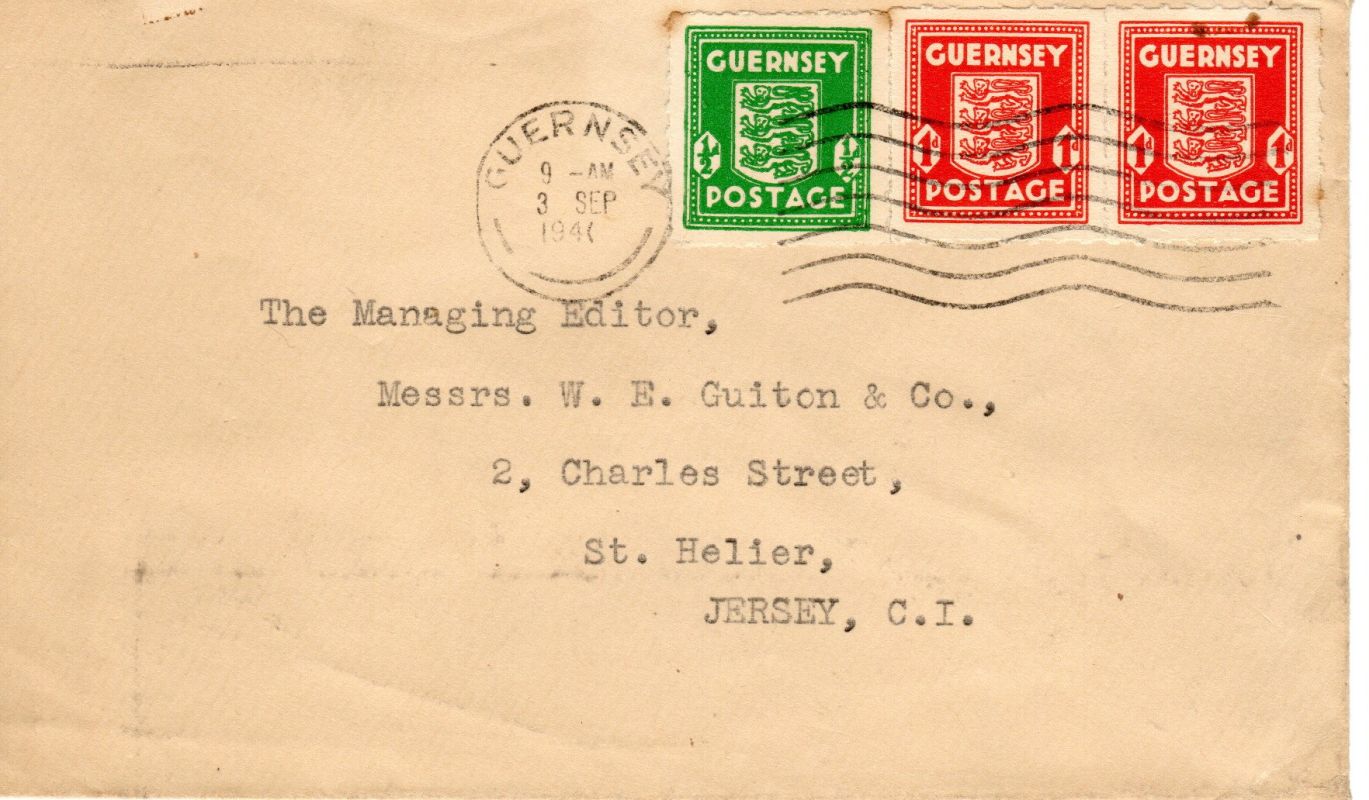 GUERNSEY
9 -AM
3 SEP
GUERNSEY
½ ½
POSTAGE
GUERNSEY
1d 1d
POSTAGE
GUERNSEY
1d 1d
POSTAGE
The Managing Editor,
Messrs. W. E. Guiton & Co.,
2, Charles Street,
St. Helier,
JERSEY, C.I.